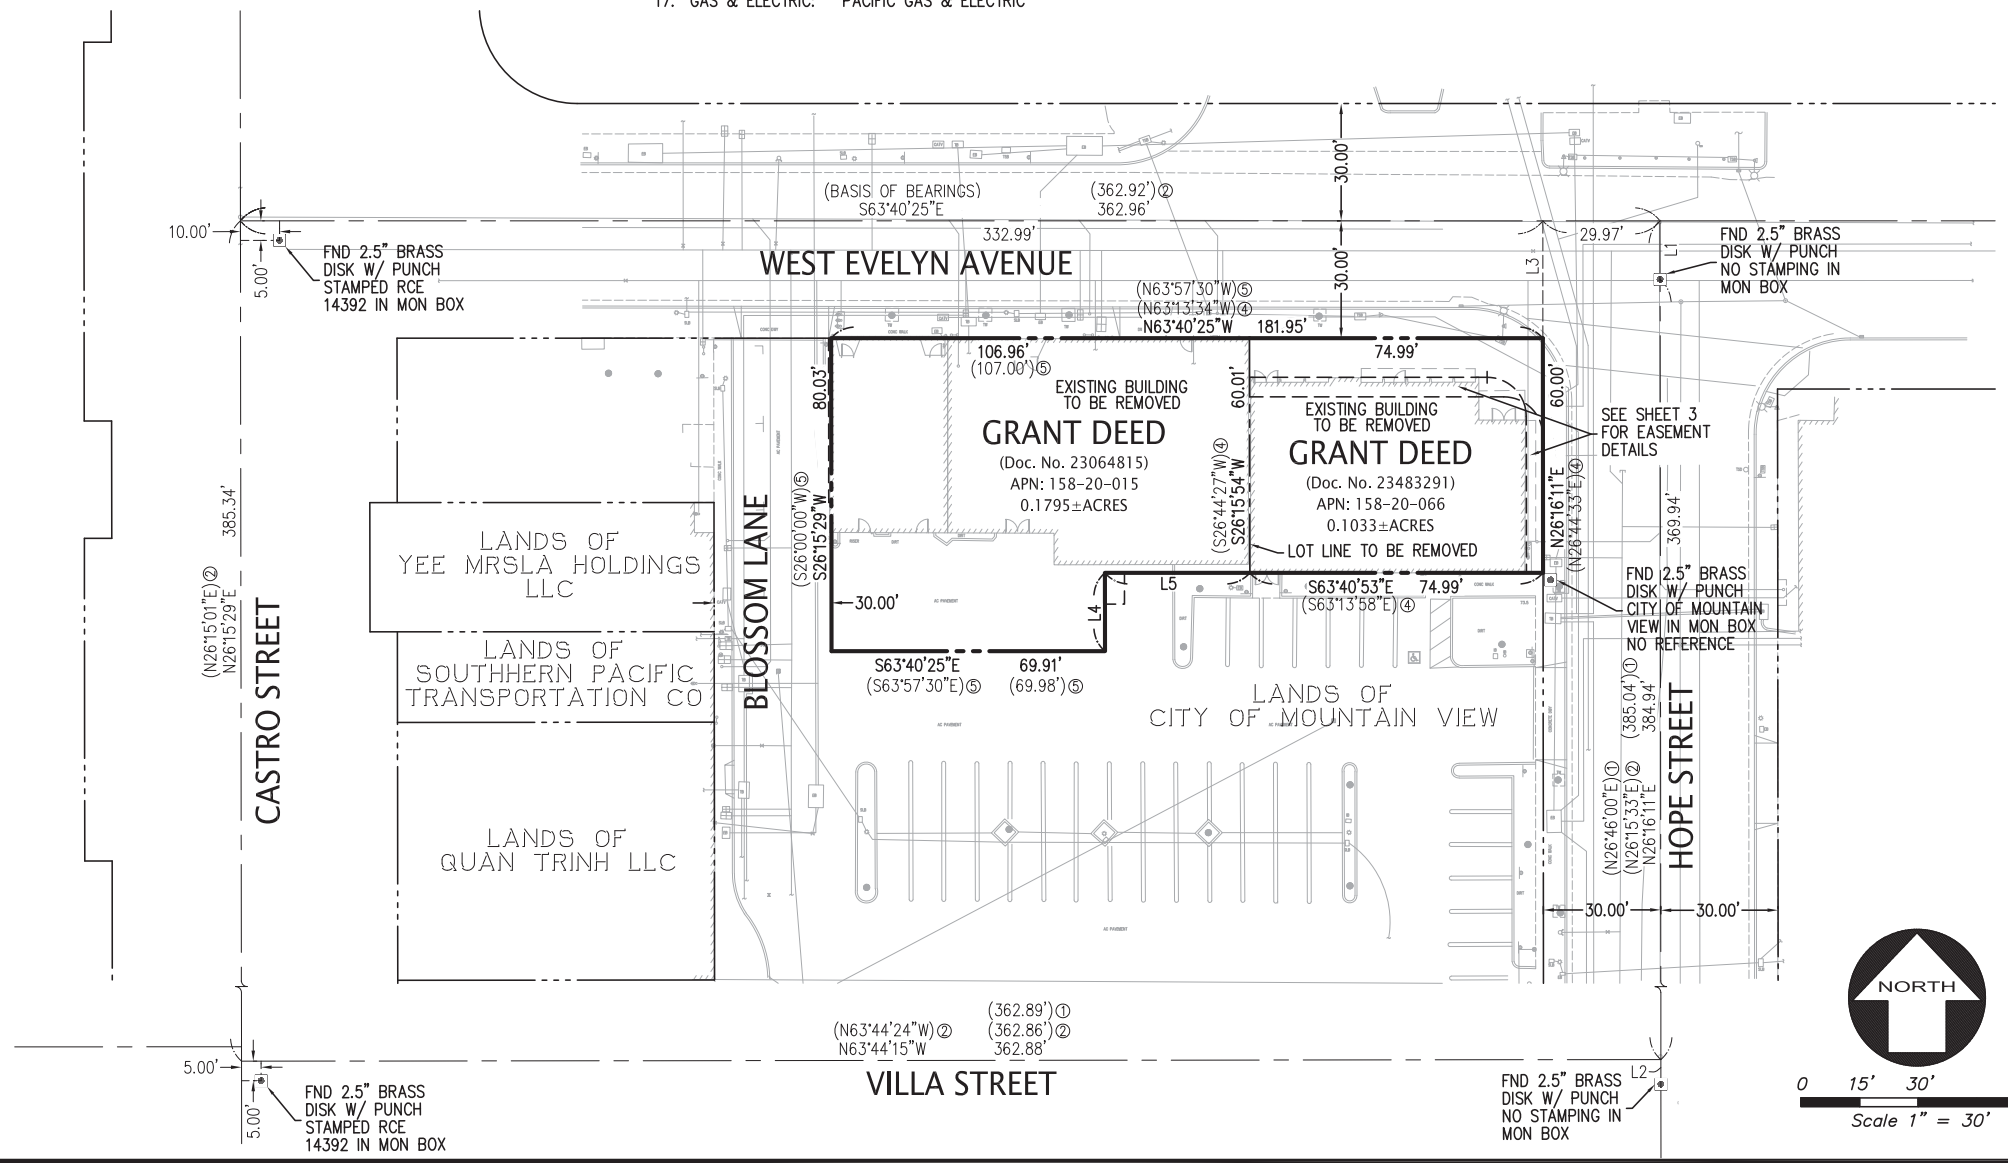 17. GAS & ELECTRIC: PACIFIC GAS & ELECTRIC
(BASIS OF BEARINGS)
S63°40'25"E
(362.92')②
362.96'
30.00'
10.00'
5.00'
FND 2.5" BRASS
DISK W/ PUNCH
STAMPED RCE
14392 IN MON BOX
332.99'
29.97'
L1
L3
30.00'
FND 2.5" BRASS
DISK W/ PUNCH
NO STAMPING IN
MON BOX
WEST EVELYN AVENUE
(N63°57'30"W)⑤
(N63°13'34"W)④
N63°40'25"W 181.95'
106.96'
(107.00')⑤
74.99'
80.03'
60.01'
60.00'
EXISTING BUILDING
TO BE REMOVED
GRANT DEED
(Doc. No. 23064815)
APN: 158-20-015
0.1795±ACRES
EXISTING BUILDING
TO BE REMOVED
GRANT DEED
(Doc. No. 23483291)
APN: 158-20-066
0.1033±ACRES
SEE SHEET 3
FOR EASEMENT
DETAILS
(S26°00'00"W)⑤
S26°15'29"W
(S26°44'27"W)④
S26°15'54"W
N26°16'11"E
(N26°44'33"E)④
LOT LINE TO BE REMOVED
L5
L4
S63°40'53"E 74.99'
(S63°13'58"E)④
30.00'
S63°40'25"E 69.91'
(S63°57'30"E)⑤ (69.98')⑤
BLOSSOM LANE
LANDS OF
YEE MRSLA HOLDINGS
LLC
LANDS OF
SOUTHHERN PACIFIC
TRANSPORTATION CO
LANDS OF
QUAN TRINH LLC
LANDS OF
CITY OF MOUNTAIN VIEW
385.34'
(N26°15'01"E)②
N26°15'29"E
CASTRO STREET
369.94'
FND 2.5" BRASS
DISK W/ PUNCH
CITY OF MOUNTAIN
VIEW IN MON BOX
NO REFERENCE
(385.04')①
384.94'
(N26°46'00"E)①
(N26°15'33"E)②
N26°16'11"E
HOPE STREET
30.00'
30.00'
AC PAVEMENT
AC PAVEMENT
AC PAVEMENT
AC PAVEMENT
NORTH
0 15' 30'
Scale 1" = 30'
(362.89')①
(N63°44'24"W)② (362.86')②
N63°44'15"W 362.88'
VILLA STREET
5.00'
5.00'
FND 2.5" BRASS
DISK W/ PUNCH
STAMPED RCE
14392 IN MON BOX
L2
FND 2.5" BRASS
DISK W/ PUNCH
NO STAMPING IN
MON BOX